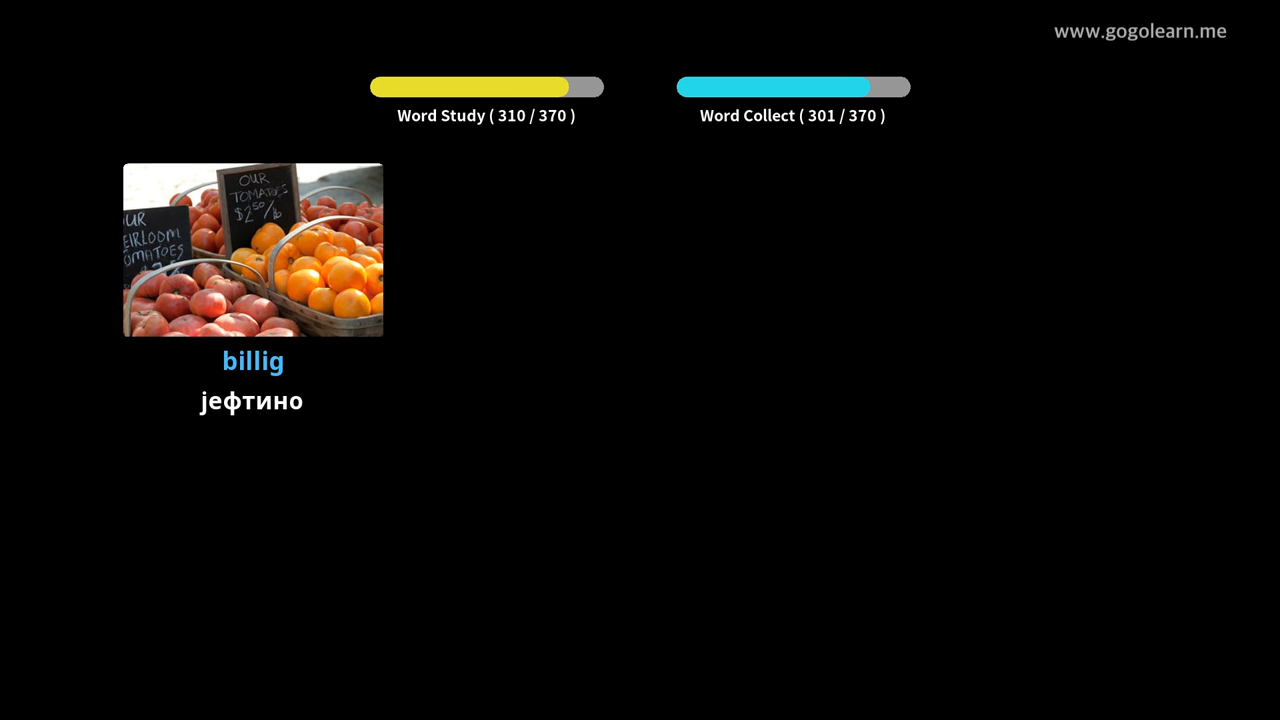 www.gogolearn.me
Word Study ( 310 / 370 )
Word Collect ( 301 / 370 )
OUR
TOMATOES
$2.50/lb
UR
EIRLOOM
OMATOES
billig
јефтино